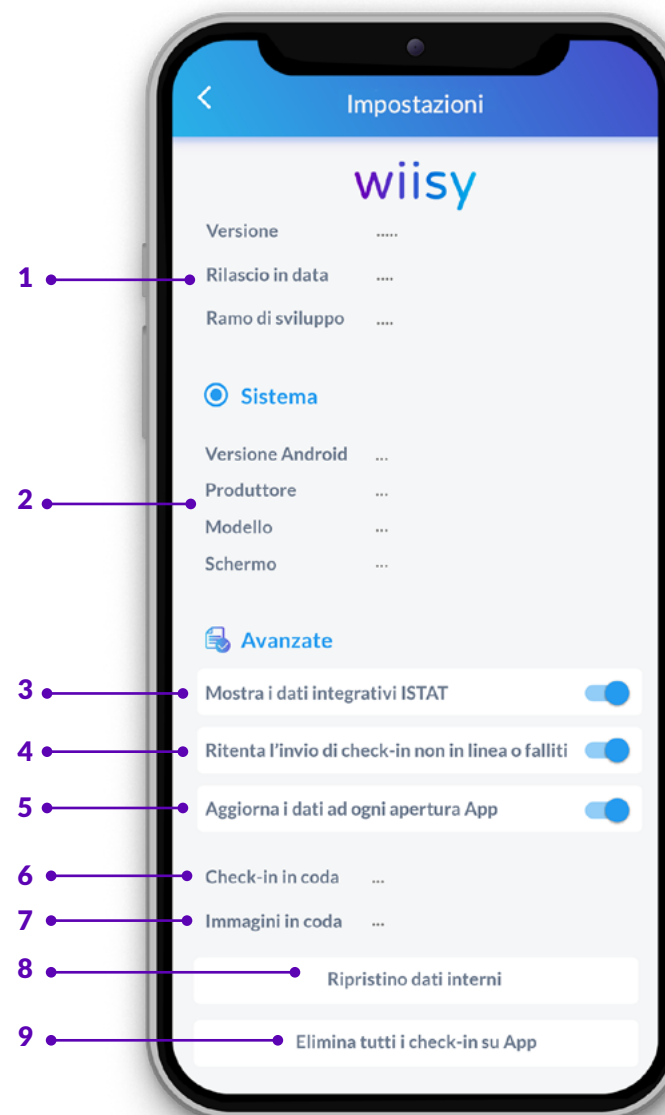 Impostazioni
wiisy
Versione .....
1 Rilascio in data ....
Ramo di sviluppo ....
Sistema
Versione Android ...
2 Produttore ...
Modello ...
Schermo ...
Avanzate
3 Mostra i dati integrativi ISTAT
4 Ritenta l'invio di check-in non in linea o falliti
5 Aggiorna i dati ad ogni apertura App
6 Check-in in coda ...
7 Immagini in coda ...
8 Ripristino dati interni
9 Elimina tutti i check-in su App